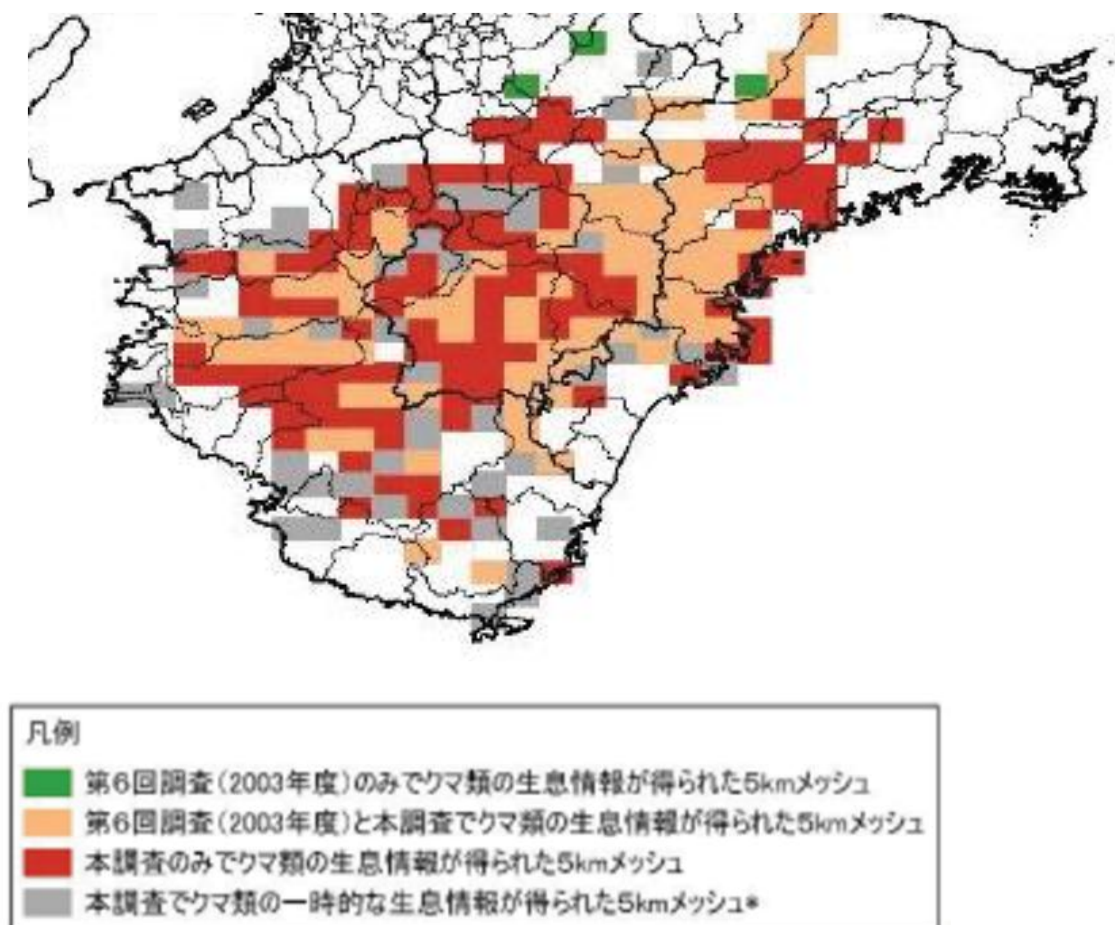 凡例
第6回調査(2003年度)のみでクマ類の生息情報が得られた5kmメッシュ
第6回調査(2003年度)と本調査でクマ類の生息情報が得られた5kmメッシュ
本調査のみでクマ類の生息情報が得られた5kmメッシュ
本調査でクマ類の一時的な生息情報が得られた5kmメッシュ*